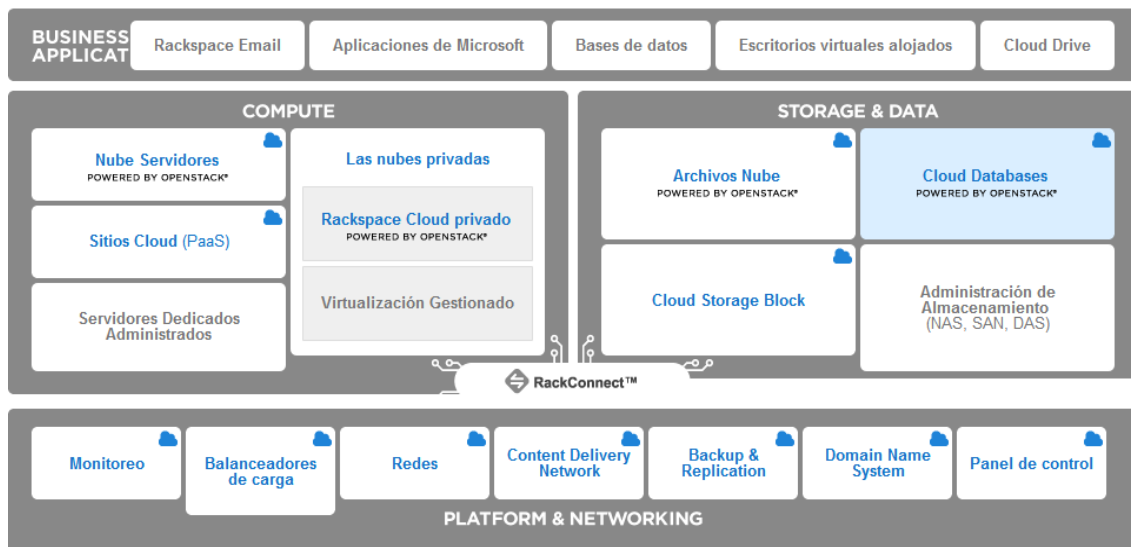 BUSINESS
APPLICAT
Rackspace Email
Aplicaciones de Microsoft
Bases de datos
Escritorios virtuales alojados
Cloud Drive
COMPUTE
Nube Servidores
POWERED BY OPENSTACK®
Sitios Cloud (PaaS)
Servidores Dedicados
Administrados
Las nubes privadas
Rackspace Cloud privado
POWERED BY OPENSTACK®
Virtualización Gestionado
STORAGE & DATA
Archivos Nube
POWERED BY OPENSTACK®
Cloud Databases
POWERED BY OPENSTACK®
Cloud Storage Block
Administración de
Almacenamiento
(NAS, SAN, DAS)
RackConnect™
Monitoreo
Balanceadores
de carga
Redes
Content Delivery
Network
Backup &
Replication
Domain Name
System
Panel de control
PLATFORM & NETWORKING